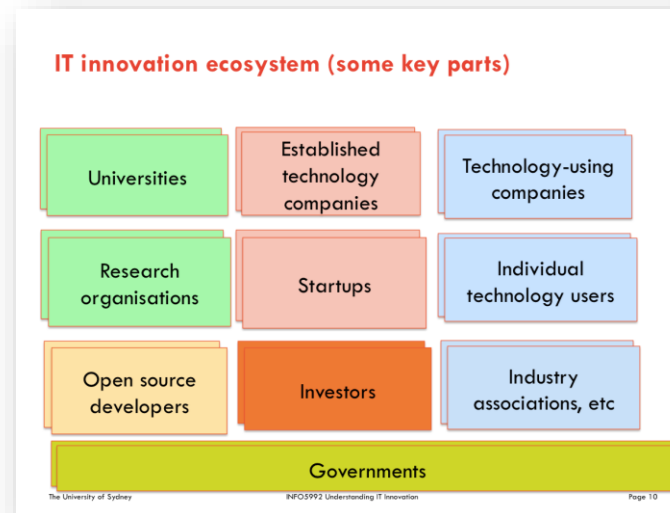 IT innovation ecosystem (some key parts)
Universities
Established
technology
companies
Technology-using
companies
Research
organisations
Startups
Individual
technology users
Open source
developers
Investors
Industry
associations, etc
Governments
The University of Sydney
INFO5992 Understanding IT Innovation
Page 10